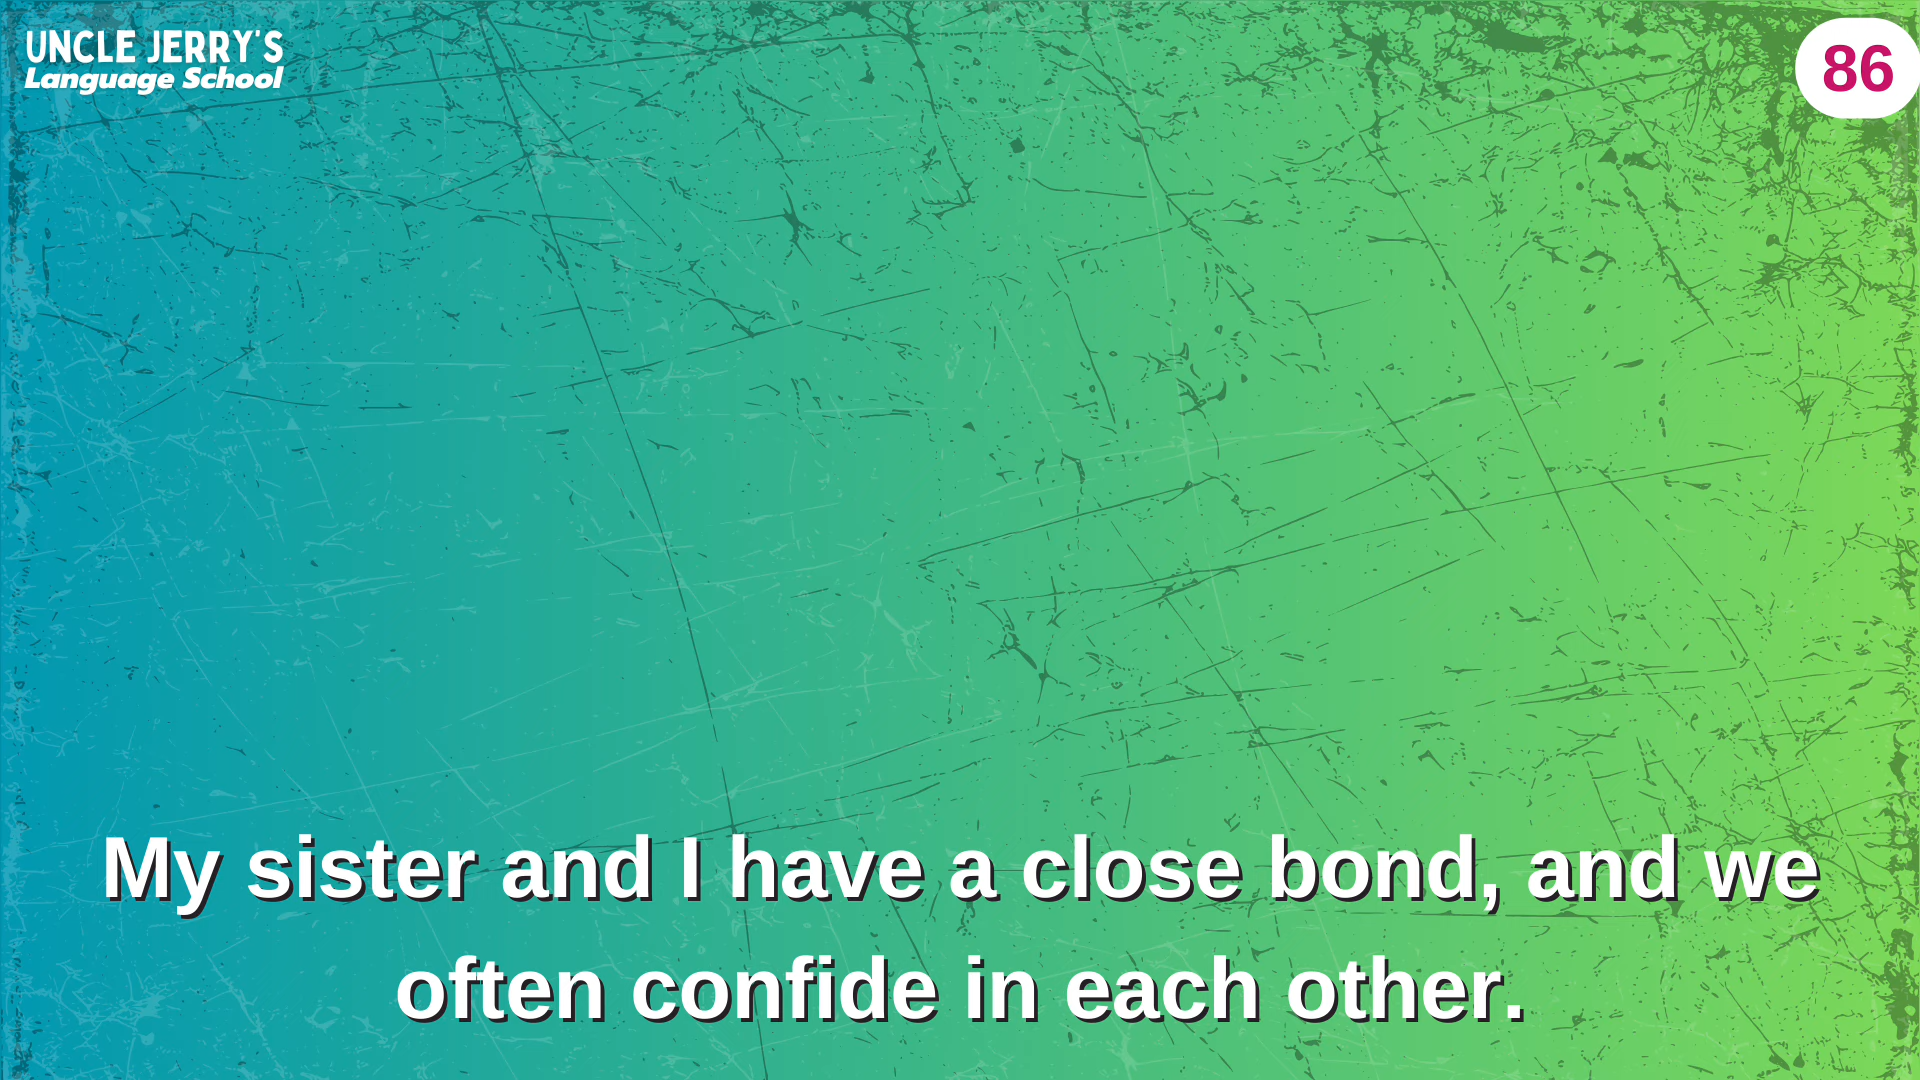 UNCLE JERRY'S
Language School
86
My sister and I have a close bond, and we
often confide in each other.